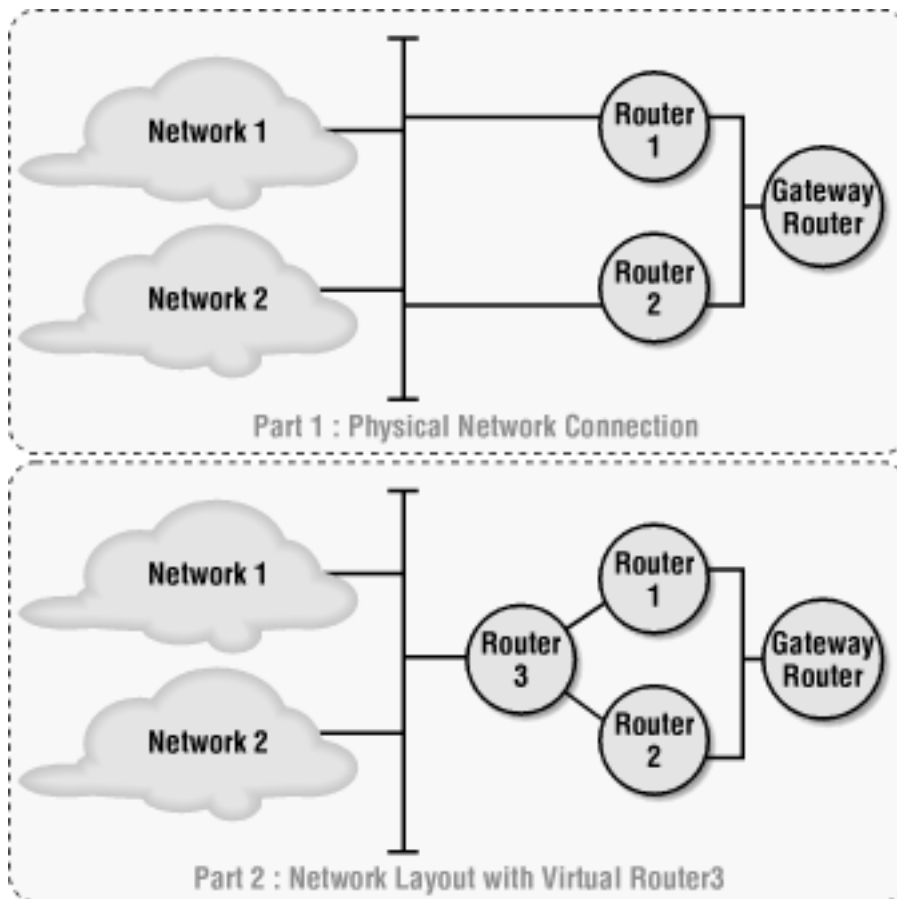 Network 1
Router
1
Gateway
Router
Network 2
Router
2
Part 1 : Physical Network Connection
Network 1
Router
1
Router
3
Gateway
Router
Network 2
Router
2
Part 2 : Network Layout with Virtual Router3